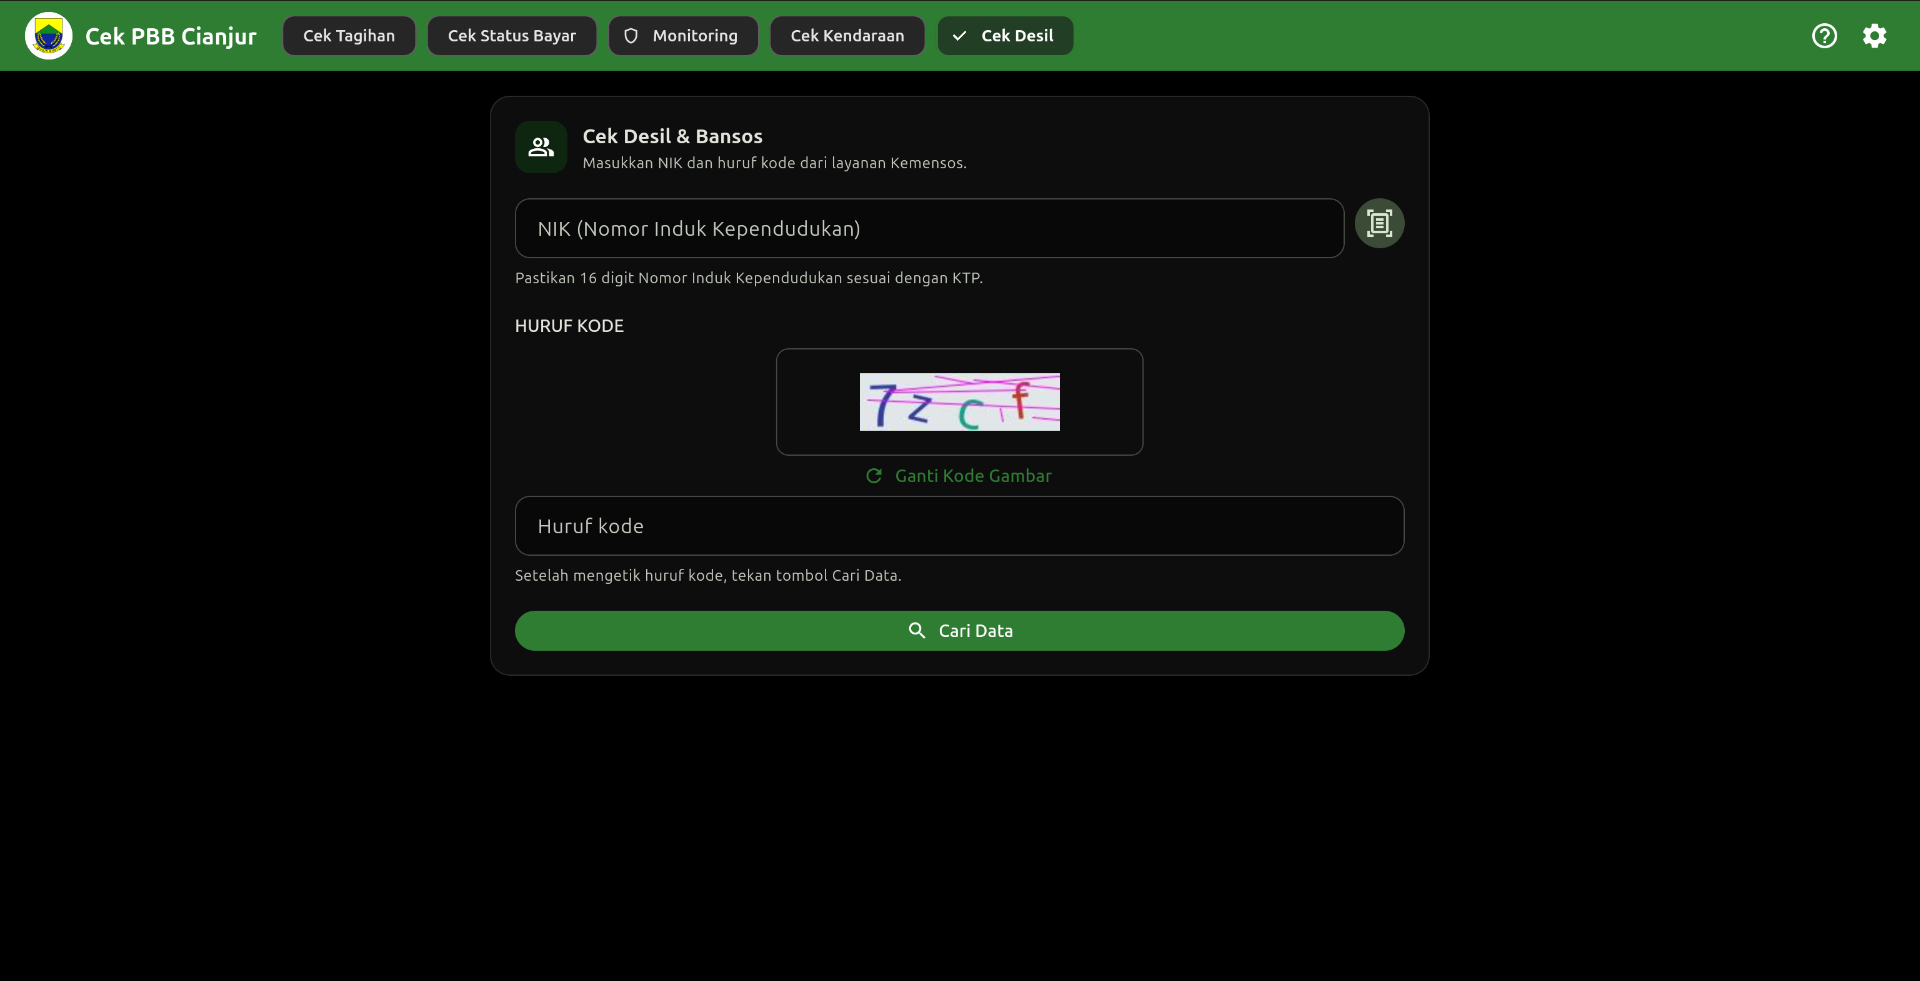 Cek PBB Cianjur
Cek Tagihan
Cek Status Bayar
Monitoring
Cek Kendaraan
Cek Desil
Cek Desil & Bansos
Masukkan NIK dan huruf kode dari layanan Kemensos.
NIK (Nomor Induk Kependudukan)
Pastikan 16 digit Nomor Induk Kependudukan sesuai dengan KTP.
HURUF KODE
7 z c f
Ganti Kode Gambar
Huruf kode
Setelah mengetik huruf kode, tekan tombol Cari Data.
Cari Data